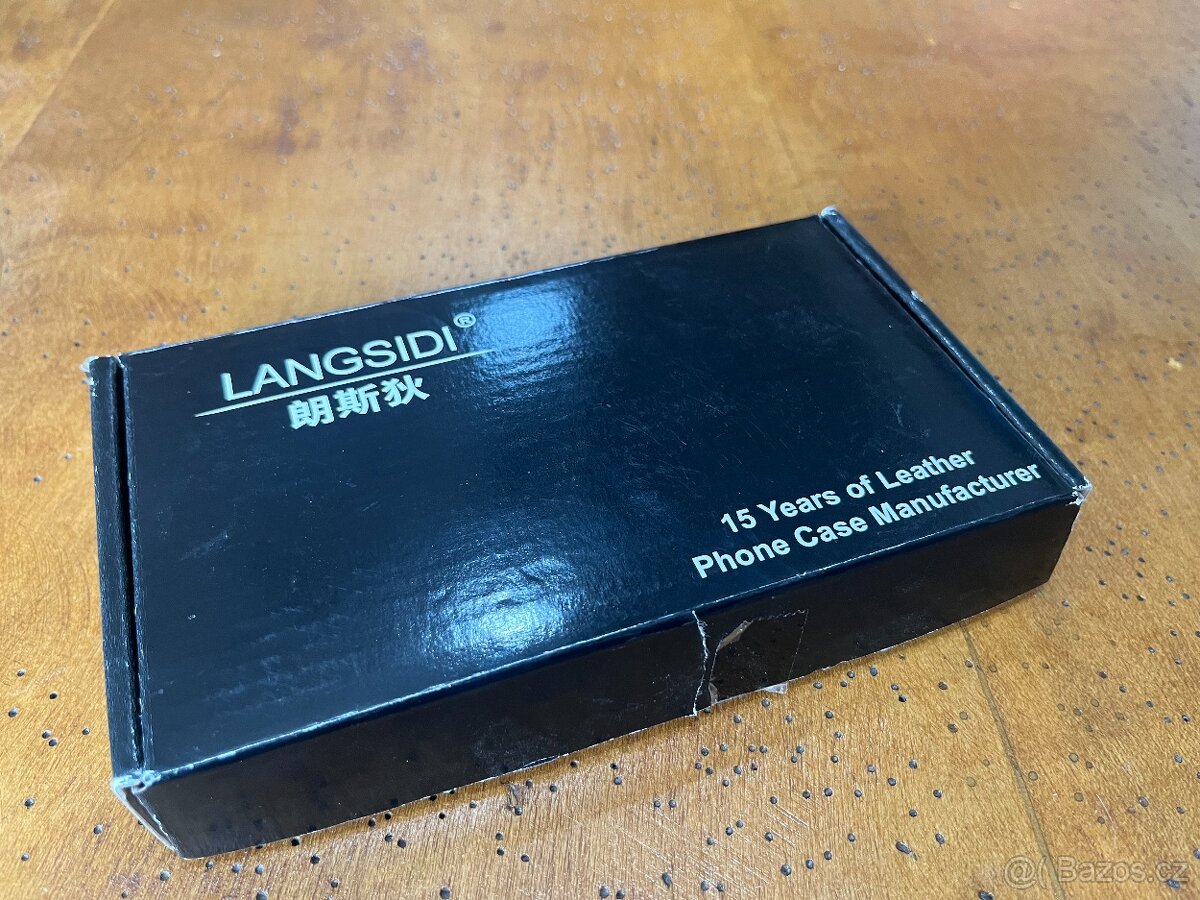 LANGSIDI®
朗斯狄
15 Years of Leather
Phone Case Manufacturer
@ Bazos.cz